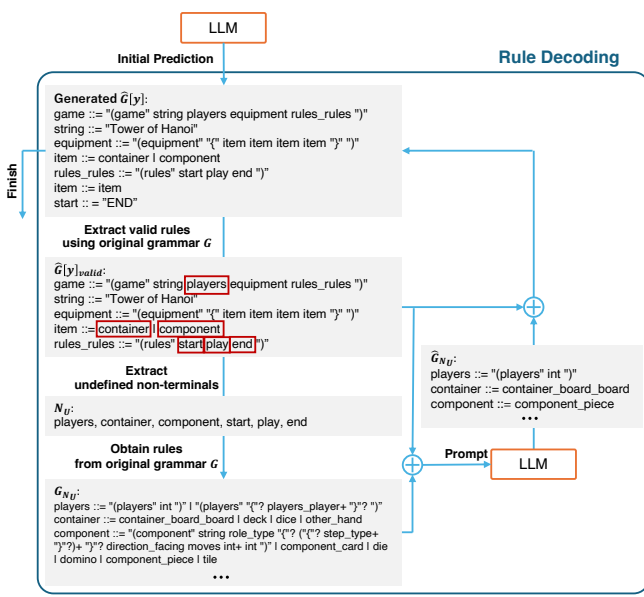 LLM
Initial Prediction
Rule Decoding
Generated Ĝ[y]:
game ::= "(game" string players equipment rules_rules ")"
string ::= "Tower of Hanoi"
equipment ::= "(equipment" "{" item item item item "}" ")"
item ::= container | component
rules_rules ::= "(rules" start play end ")"
item ::= item
start :: = "END"
Finish
Extract valid rules
using original grammar G
Ĝ[y]valid:
game ::= "(game" string players equipment rules_rules ")"
string ::= "Tower of Hanoi"
equipment ::= "(equipment" "{" item item item item "}" ")"
item ::= container | component
rules_rules ::= "(rules" start play end ")"
Extract
undefined non-terminals
N_U:
players, container, component, start, play, end
Obtain rules
from original grammar G
G_{N_U}:
players ::= "(players" int ")" | "(players" "{"? players_player+ "}"? ")"
container ::= container_board_board | deck | dice | other_hand
component ::= "(component" string role_type "{"? ("{"? step_type+
"}"?)+ "}"? direction_facing moves int+ int ")" | component_card | die
| domino | component_piece | tile
...
Ĝ_{N_U}:
players ::= "(players" int ")"
container ::= container_board_board
component ::= component_piece
...
Prompt
LLM